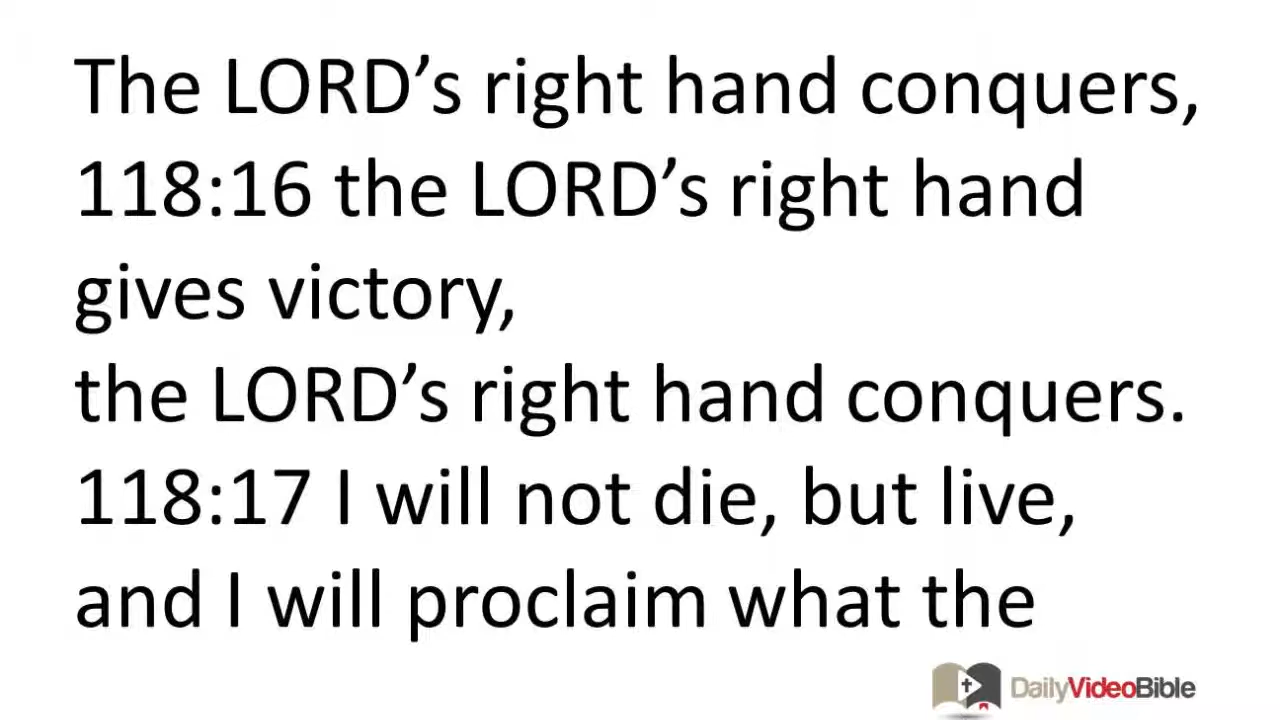 The LORD’s right hand conquers,
118:16 the LORD’s right hand
gives victory,
the LORD’s right hand conquers.
118:17 I will not die, but live,
and I will proclaim what the
DailyVideoBible